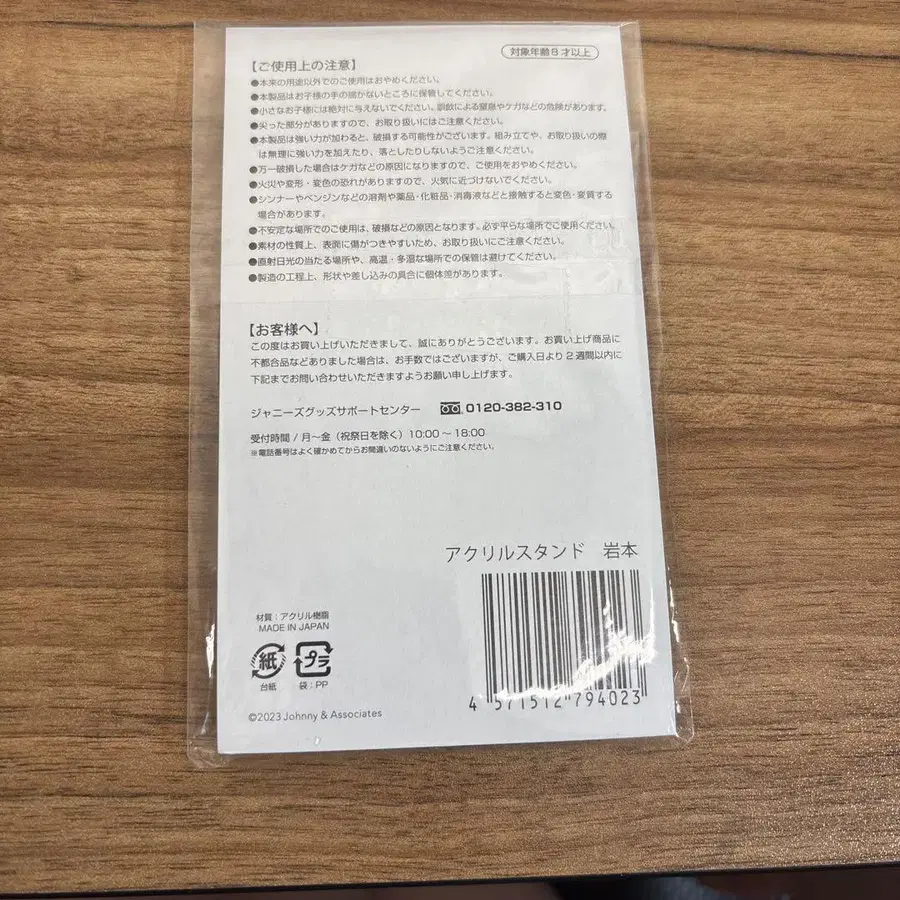 対象年齢8才以上
【ご使用上の注意】
●本来の用途以外でのご使用はおやめください。
●本製品はお子様の手の届かないところに保管してください。
●小さなお子様には絶対に与えないでください。誤飲による窒息やケガなどの危険があります。
●尖った部分がありますので、お取り扱いにはご注意ください。
●本製品は強い力が加わると、破損する可能性がございます。組み立てや、お取り扱いの際
は無理に強い力を加えたり、落としたりしないようご注意ください。
●万一破損した場合はケガなどの原因になりますので、ご使用をおやめください。
●火災や変形・変色の恐れがありますので、火気に近づけないでください。
●シンナーやベンジンなどの溶剤や薬品・化粧品・消毒液などと接触すると変色・変質する
場合があります。
●不安定な場所でのご使用は、破損などの原因となります。必ず平らな場所でご使用ください。
●素材の性質上、表面に傷がつきやすいため、お取り扱いにご注意ください。
●直射日光の当たる場所や、高温・多湿な場所での保管は避けてください。
●製造の工程上、形状や差し込みの具合に個体差があります。
【お客様へ】
この度はお買い上げいただきまして、誠にありがとうございます。お買い上げ商品に
不都合品などありました場合は、お手数ではございますが、ご購入日より2週間以内に
下記までお問い合わせいただきますようお願い申し上げます。
ジャニーズグッズサポートセンター 0120-382-310
受付時間 / 月～金（祝祭日を除く）10:00～18:00
※電話番号はよく確かめてからお間違いのないようにご注意ください。
アクリルスタンド 岩本
材質：アクリル樹脂
MADE IN JAPAN
紙 プラ
台紙 袋：PP
4 571512 794023
©2023 Johnny & Associates